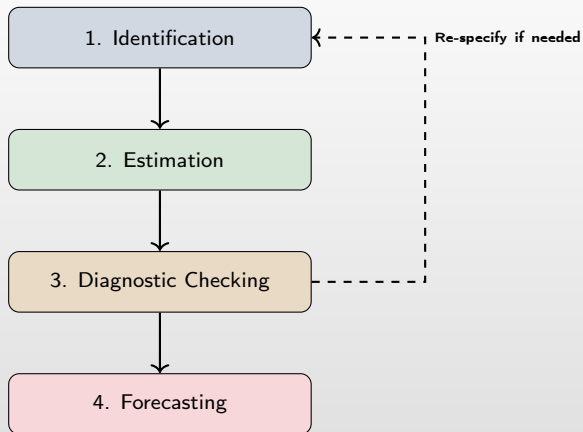 1. Identification
Re-specify if needed
2. Estimation
3. Diagnostic Checking
4. Forecasting